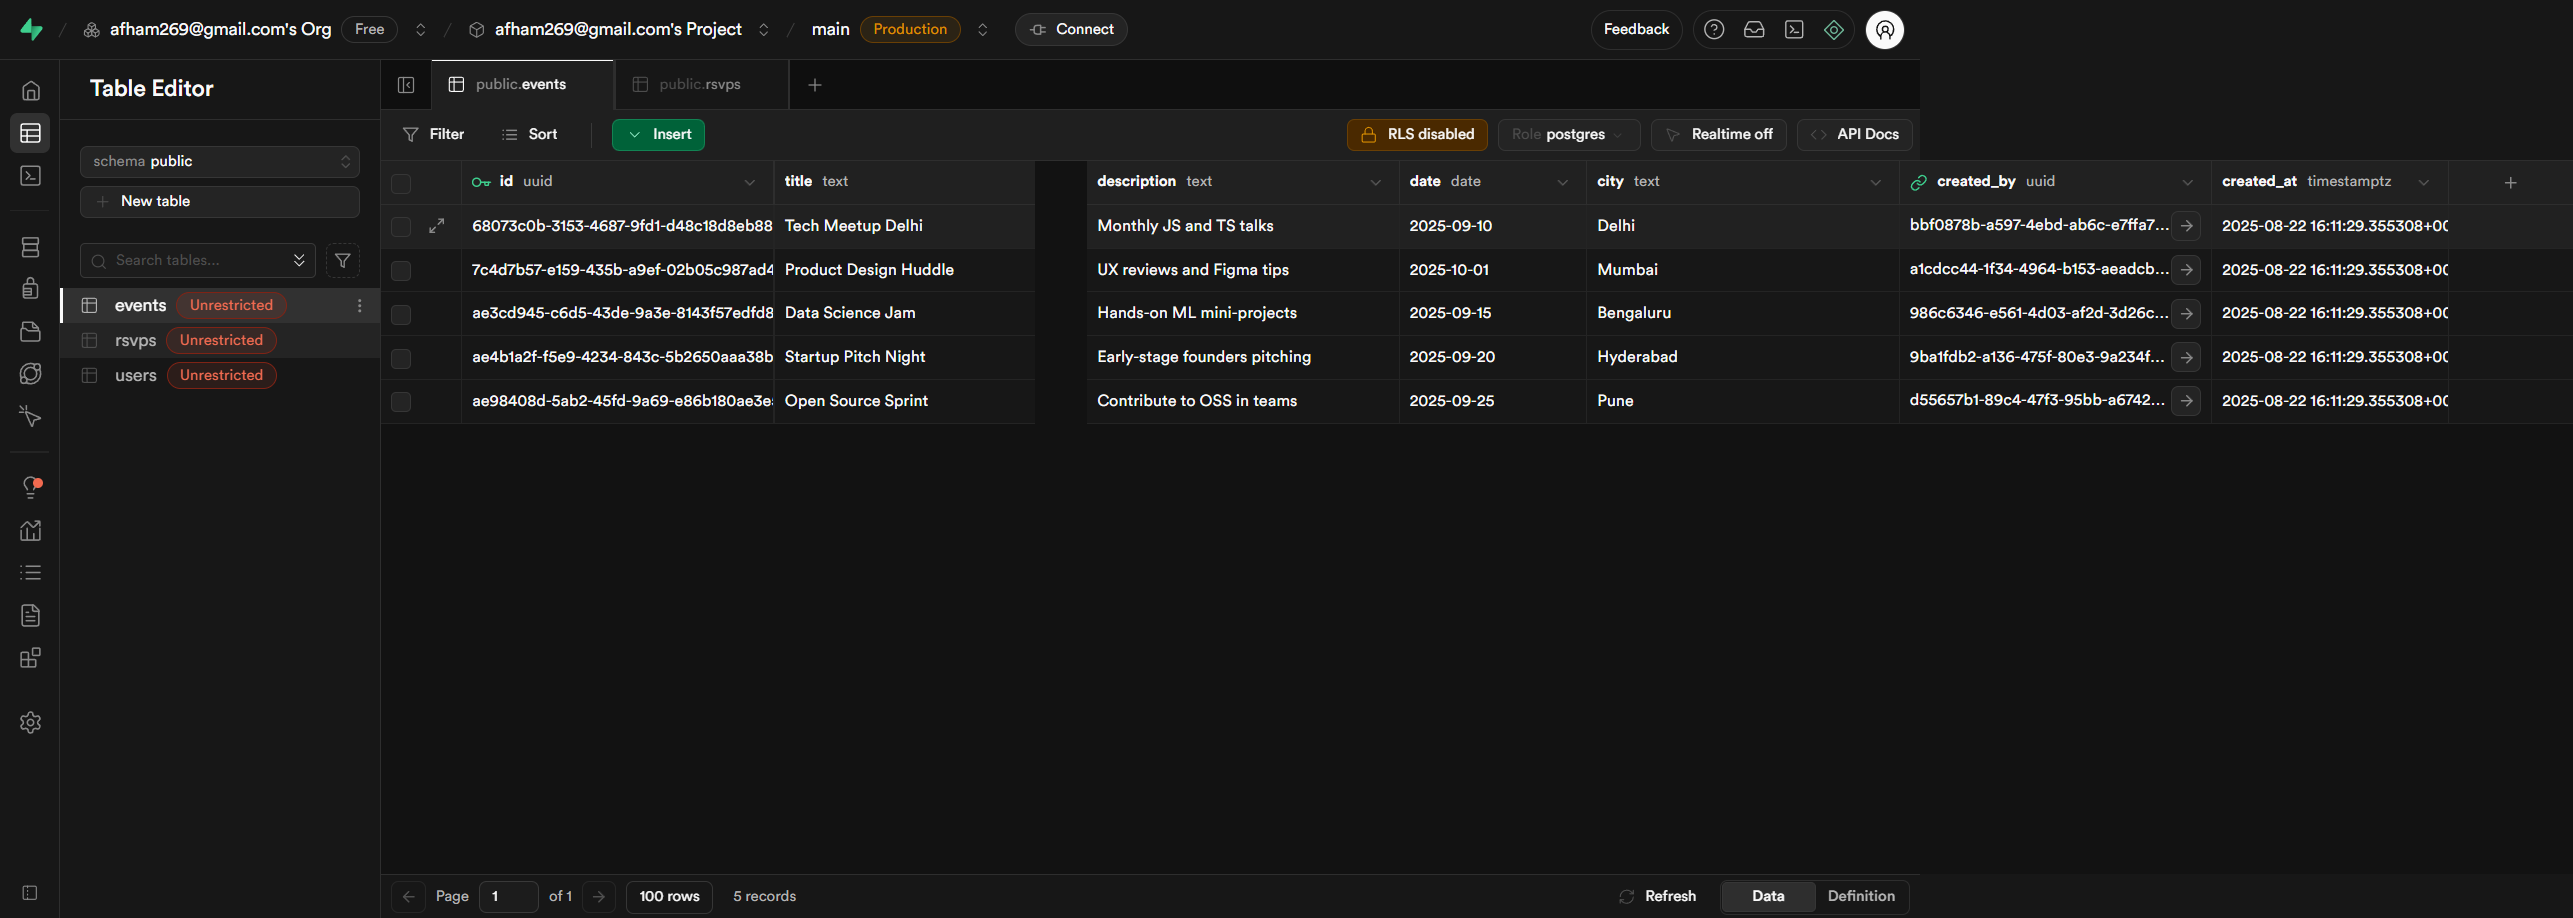 afham269@gmail.com's Org Free afham269@gmail.com's Project main Production Connect Feedback
Table Editor
public.events public.rsvps
Filter Sort Insert RLS disabled Role postgres Realtime off API Docs
schema public
New table
Search tables...
events Unrestricted
rsvps Unrestricted
users Unrestricted
id uuid title text description text date date city text created_by uuid created_at timestamptz
68073c0b-3153-4687-9fd1-d48c18d8eb88 Tech Meetup Delhi Monthly JS and TS talks 2025-09-10 Delhi bbf0878b-a597-4ebd-ab6c-e7ffa7... 2025-08-22 16:11:29.355308+00
7c4d7b57-e159-435b-a9ef-02b05c987ad4 Product Design Huddle UX reviews and Figma tips 2025-10-01 Mumbai a1cdcc44-1f34-4964-b153-aeadcb... 2025-08-22 16:11:29.355308+00
ae3cd945-c6d5-43de-9a3e-8143f57edfd8 Data Science Jam Hands-on ML mini-projects 2025-09-15 Bengaluru 986c6346-e561-4d03-af2d-3d26c... 2025-08-22 16:11:29.355308+00
ae4b1a2f-f5e9-4234-843c-5b2650aaa38b Startup Pitch Night Early-stage founders pitching 2025-09-20 Hyderabad 9ba1fdb2-a136-475f-80e3-9a234f... 2025-08-22 16:11:29.355308+00
ae98408d-5ab2-45fd-9a69-e86b180ae3e Open Source Sprint Contribute to OSS in teams 2025-09-25 Pune d55657b1-89c4-47f3-95bb-a6742... 2025-08-22 16:11:29.355308+00
Page 1 of 1 100 rows 5 records Refresh Data Definition